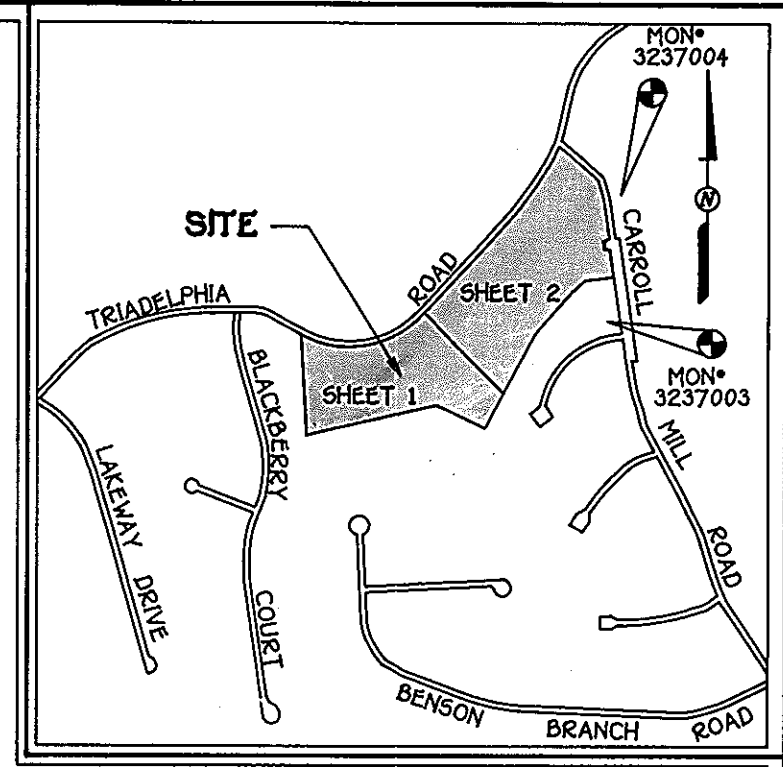 MON•
3237004
SITE
CARROLL
ROAD
SHEET 2
TRIADELPHIA
MON•
3237003
BLACKBERRY
SHEET 1
MILL
LAKEWAY DRIVE
ROAD
COURT
BENSON
BRANCH
ROAD
N